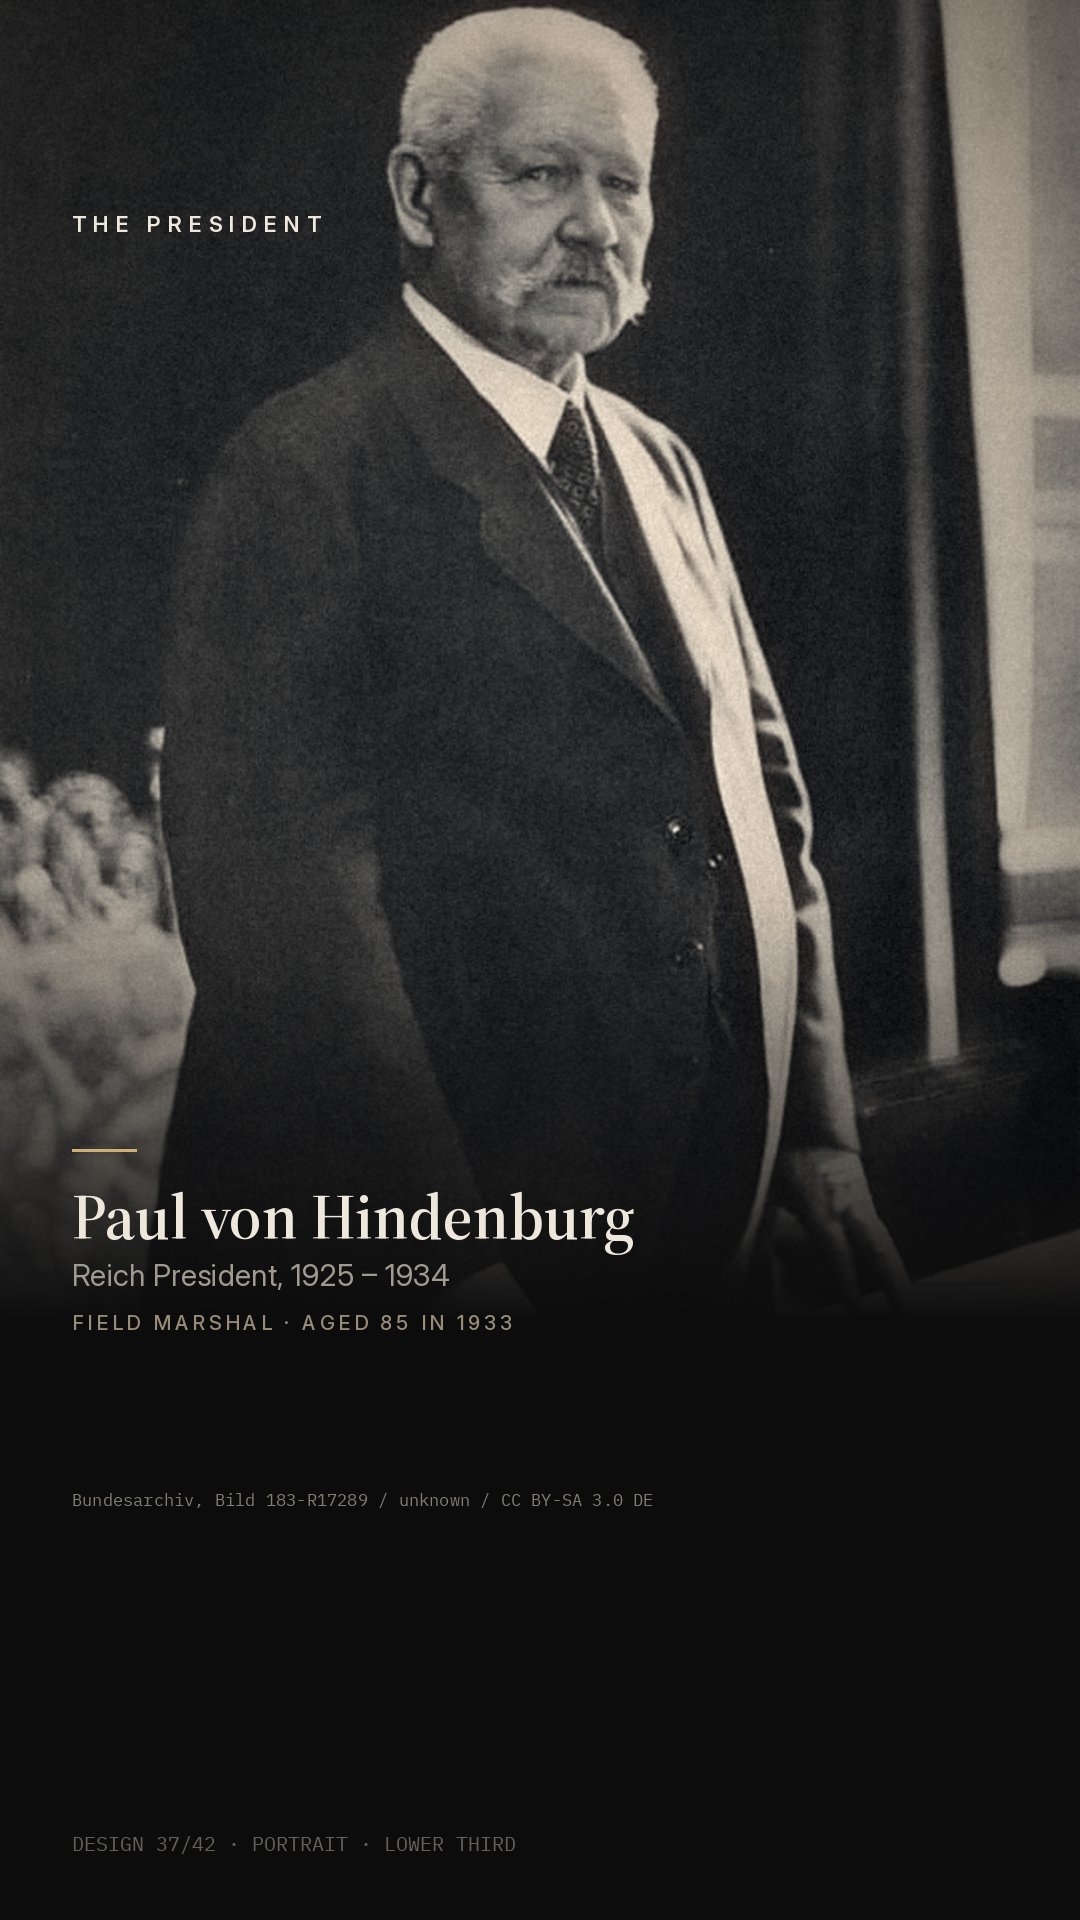 THE PRESIDENT
Paul von Hindenburg
Reich President, 1925 – 1934
FIELD MARSHAL · AGED 85 IN 1933
Bundesarchiv, Bild 183-R17289 / unknown / CC BY-SA 3.0 DE
DESIGN 37/42 · PORTRAIT · LOWER THIRD